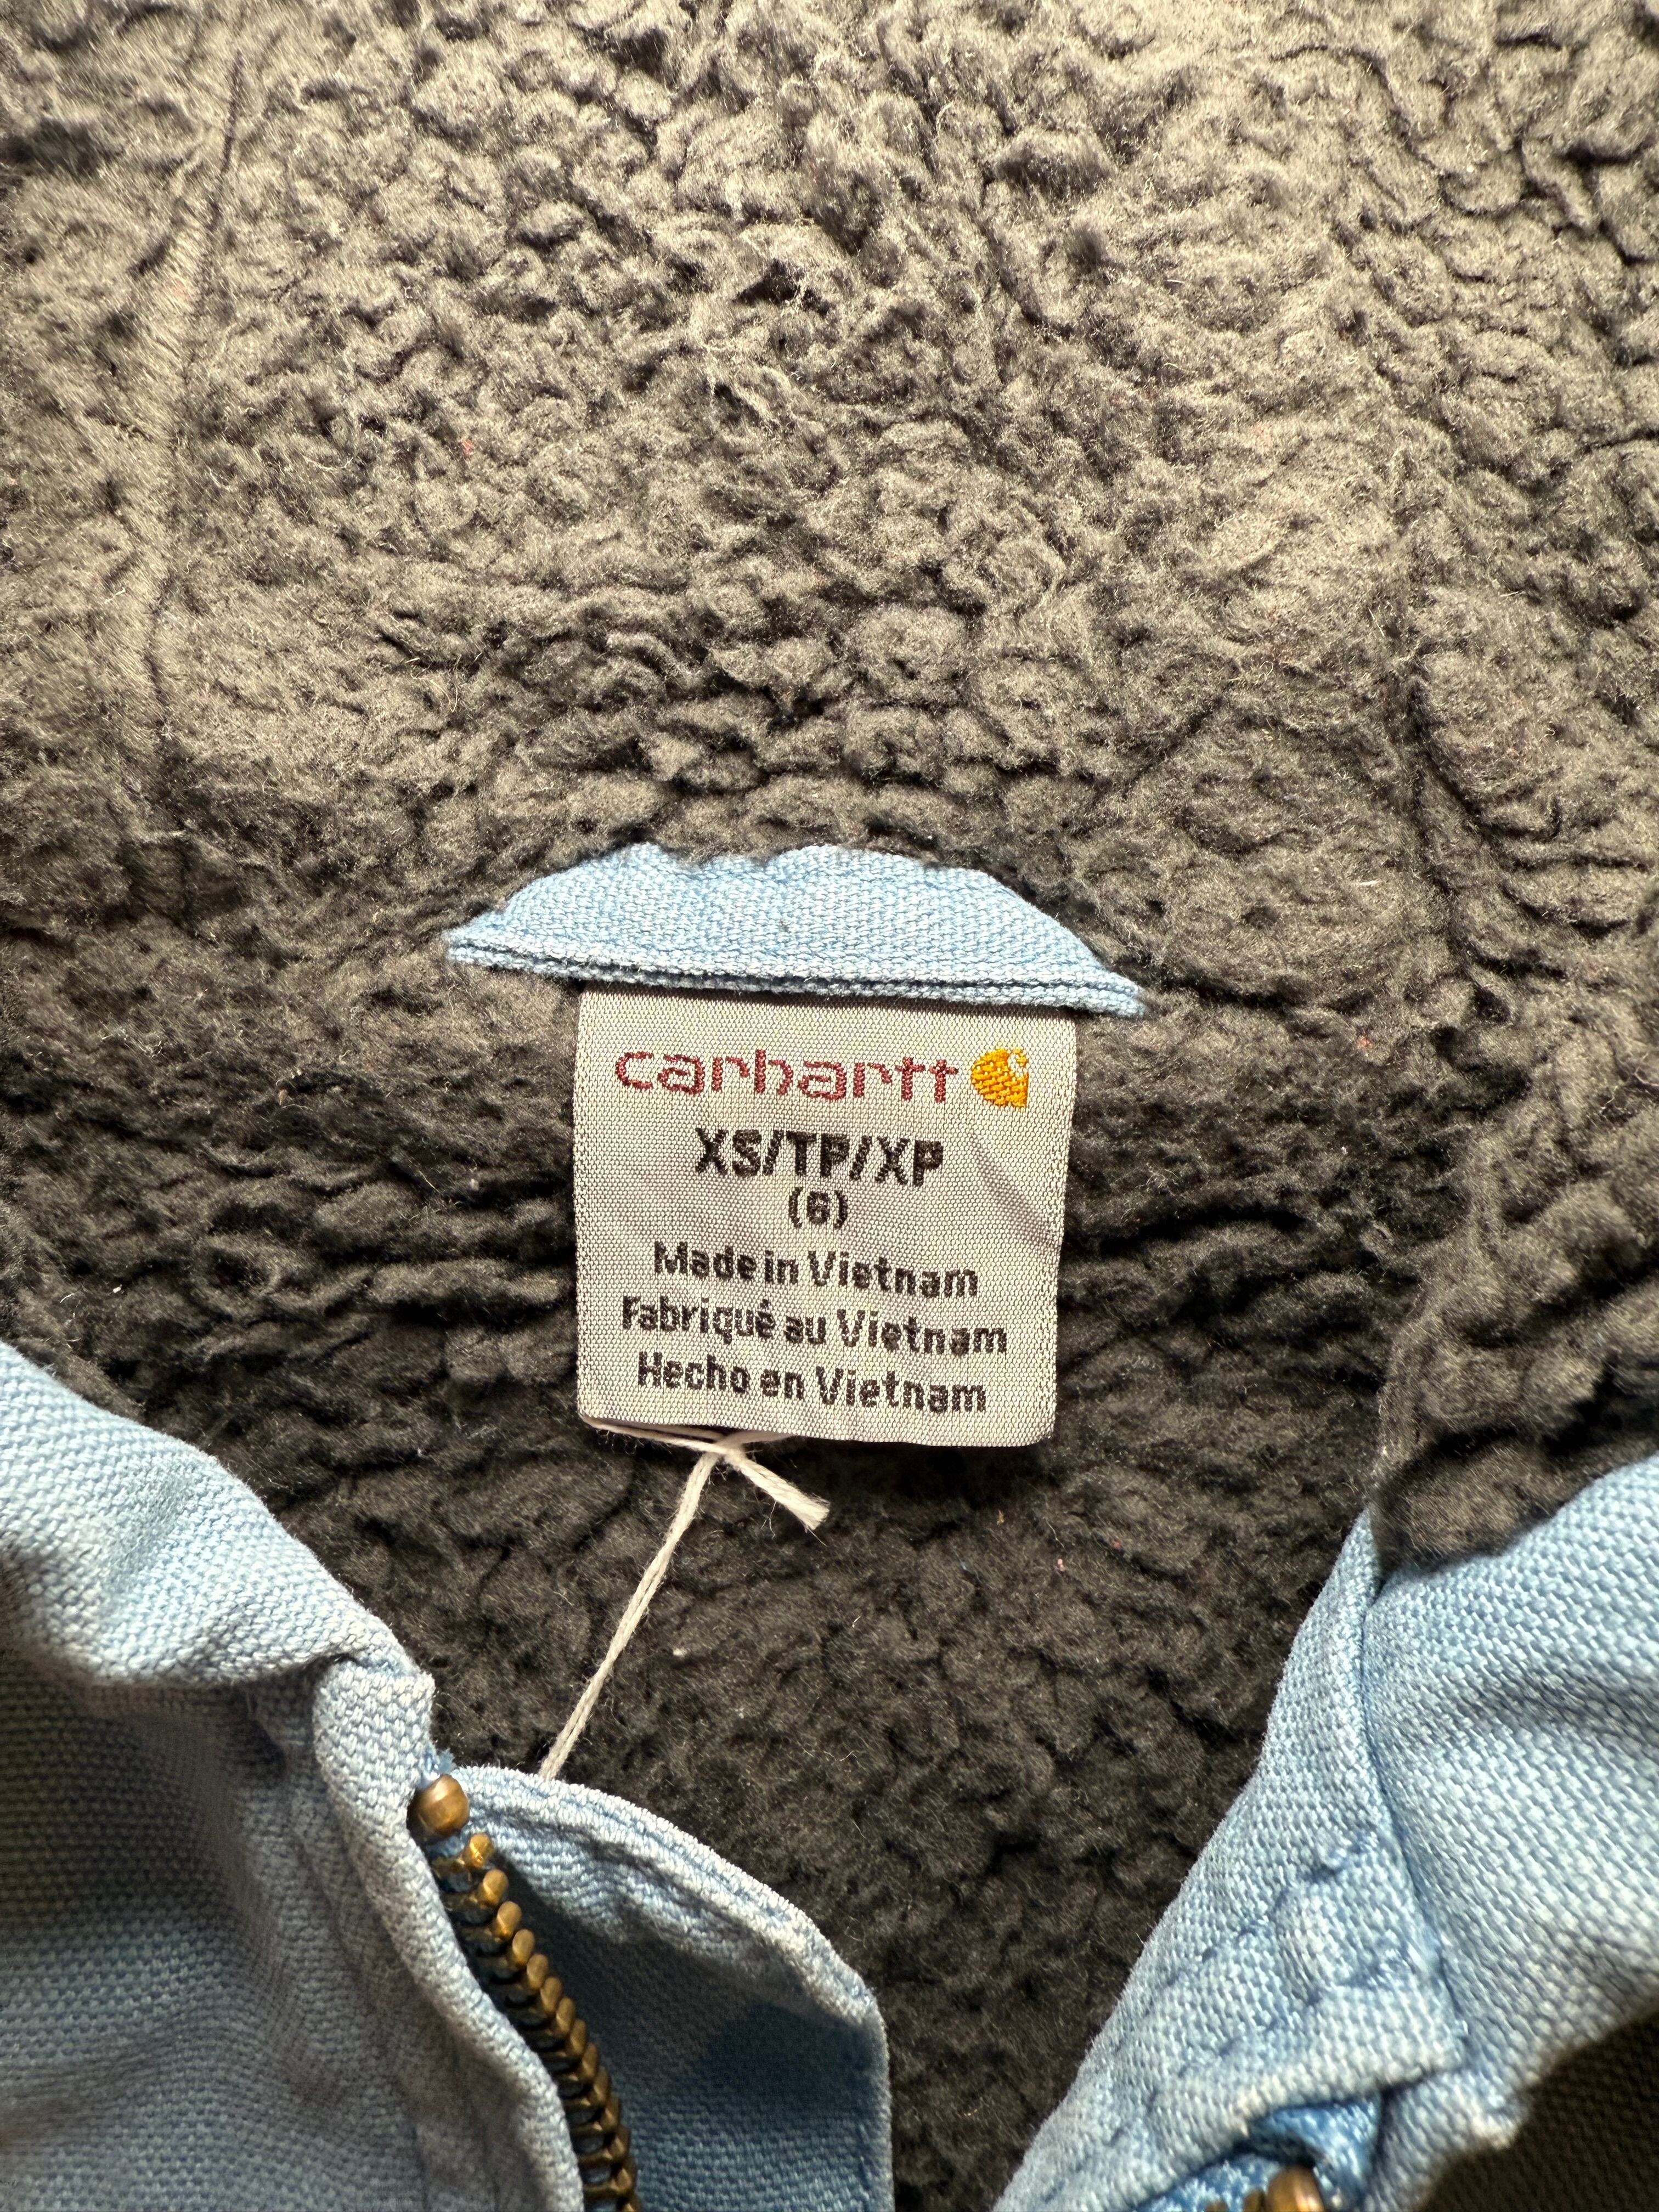 carhartt
XS/TP/XP
(6)
Made in Vietnam
Fabriqué au Vietnam
Hecho en Vietnam